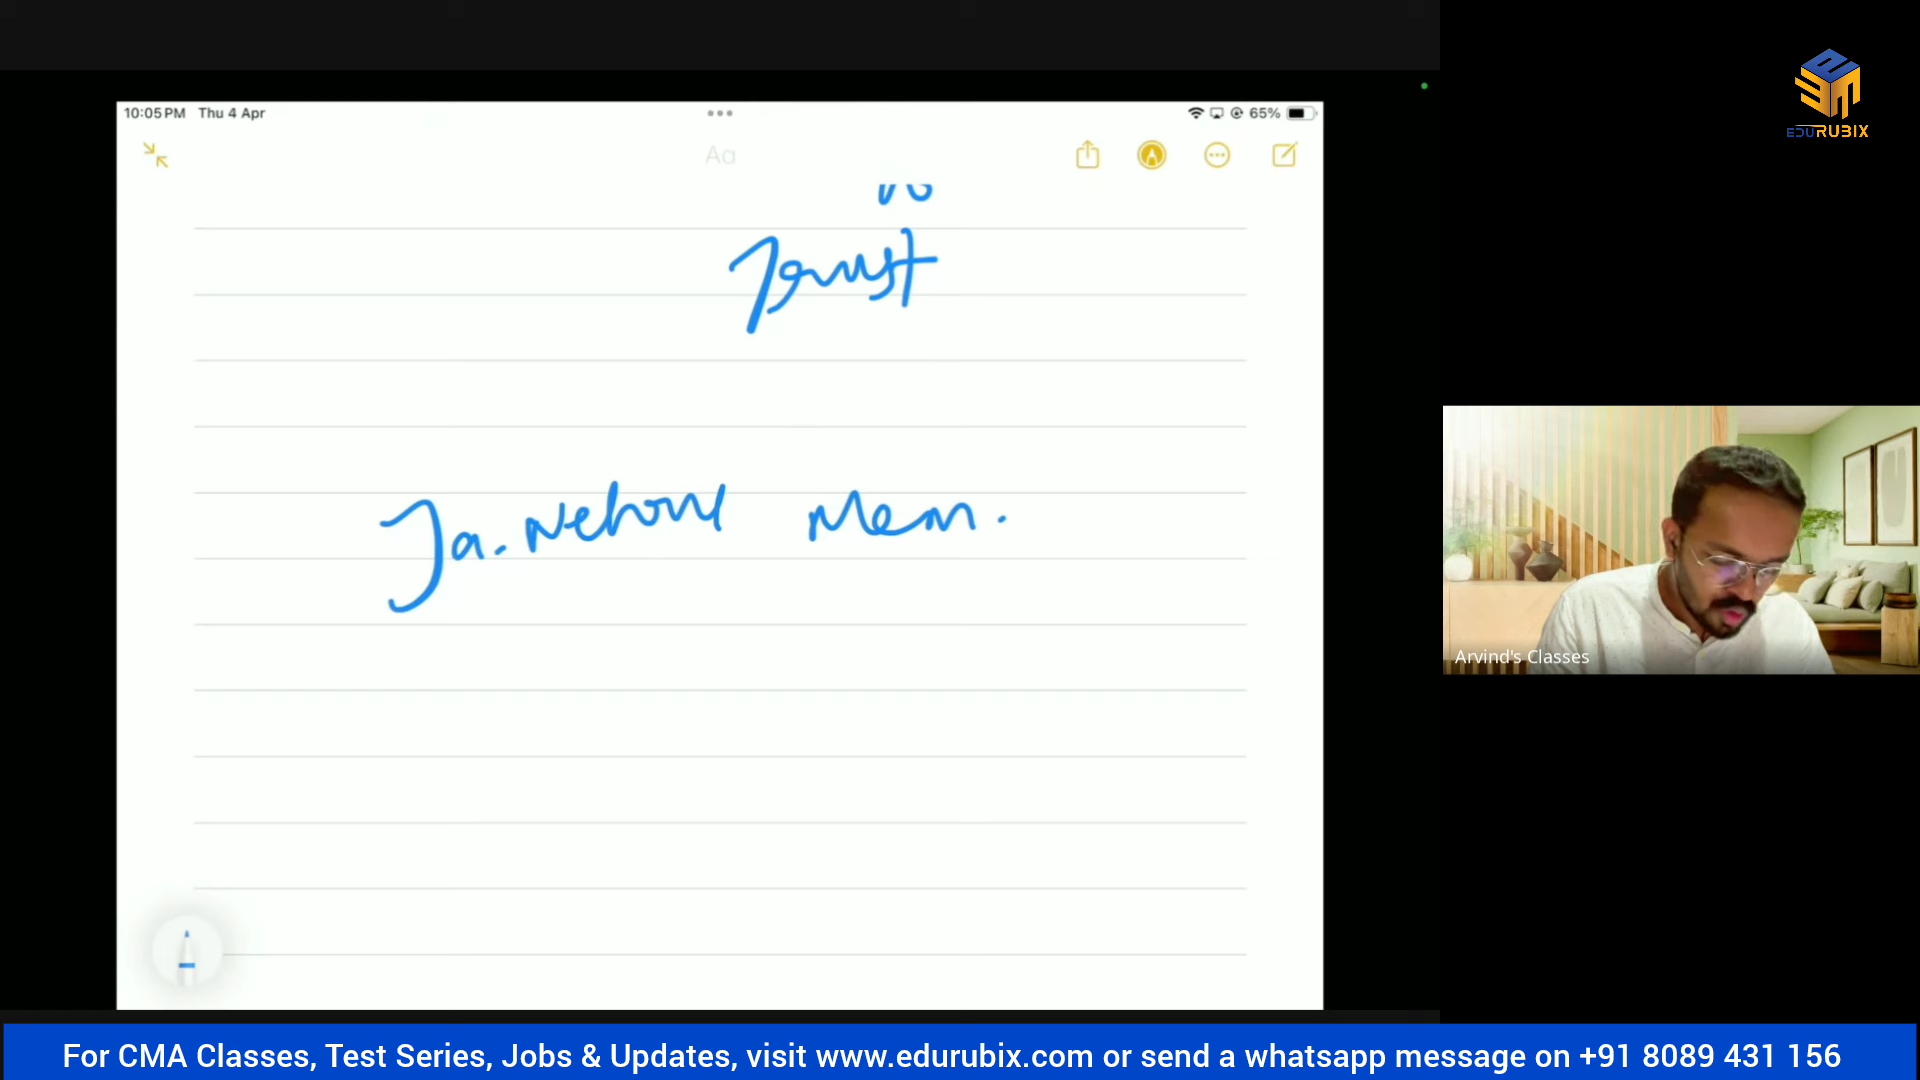 10:05 PM Thu 4 Apr
65%
Aa
to
Trust
Ja. Nehru Mem.
EDURUBIX
Arvind's Classes
For CMA Classes, Test Series, Jobs & Updates, visit www.edurubix.com or send a whatsapp message on +91 8089 431 156